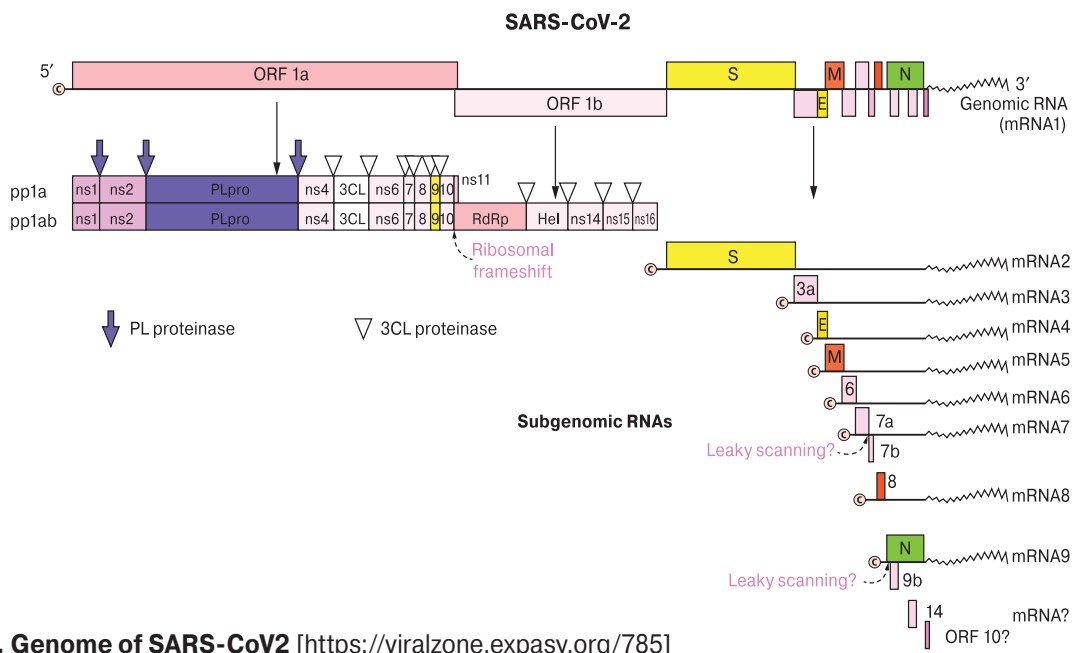 SARS-CoV-2
5′ ORF 1a S M N 3′
C ORF 1b E Genomic RNA
(mRNA1)
pp1a ns1 ns2 PLpro ns4 3CL ns6 7 8 9 10 ns11
pp1ab ns1 ns2 PLpro ns4 3CL ns6 7 8 9 10 RdRp Hel ns14 ns15 ns16
Ribosomal
frameshift
C S mRNA2
C 3a mRNA3
PL proteinase 3CL proteinase
C E mRNA4
C M mRNA5
C 6 mRNA6
Subgenomic RNAs
C 7a mRNA7
Leaky scanning? 7b
C 8 mRNA8
C N mRNA9
Leaky scanning? 9b
14 mRNA?
ORF 10?
. Genome of SARS-CoV2 [https://viralzone.expasy.org/785]